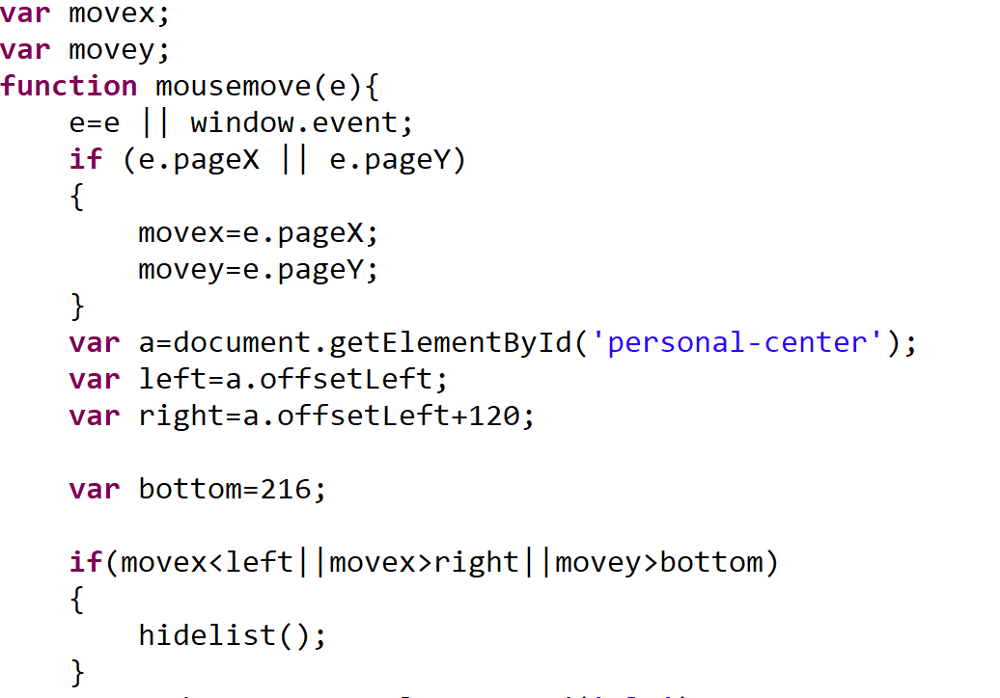 var movex;
var movey;
function mousemove(e){
    e=e || window.event;
    if (e.pageX || e.pageY)
    {
        movex=e.pageX;
        movey=e.pageY;
    }
    var a=document.getElementById('personal-center');
    var left=a.offsetLeft;
    var right=a.offsetLeft+120;
    var bottom=216;
    if(movex<left||movex>right||movey>bottom)
    {
        hidelist();
    }